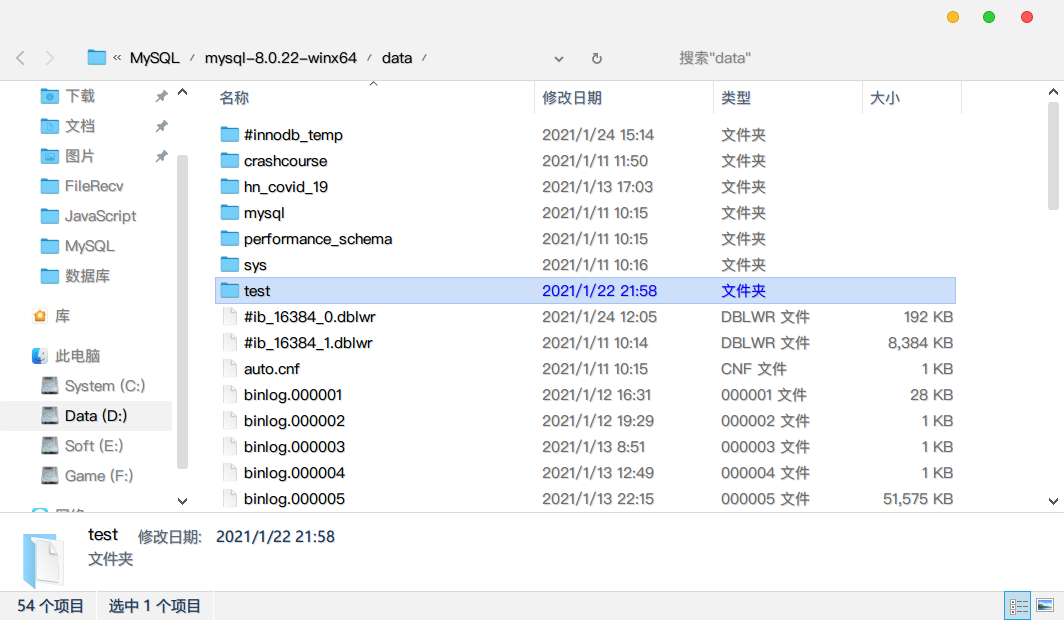 « MySQL / mysql-8.0.22-winx64 / data / 搜索"data"
下载
文档
图片
FileRecv
JavaScript
MySQL
数据库
库
此电脑
System (C:)
Data (D:)
Soft (E:)
Game (F:)
名称 修改日期 类型 大小
#innodb_temp 2021/1/24 15:14 文件夹
crashcourse 2021/1/11 11:50 文件夹
hn_covid_19 2021/1/13 17:03 文件夹
mysql 2021/1/11 10:15 文件夹
performance_schema 2021/1/11 10:15 文件夹
sys 2021/1/11 10:16 文件夹
test 2021/1/22 21:58 文件夹
#ib_16384_0.dblwr 2021/1/24 12:05 DBLWR 文件 192 KB
#ib_16384_1.dblwr 2021/1/11 10:14 DBLWR 文件 8,384 KB
auto.cnf 2021/1/11 10:15 CNF 文件 1 KB
binlog.000001 2021/1/12 16:31 000001 文件 28 KB
binlog.000002 2021/1/12 19:29 000002 文件 1 KB
binlog.000003 2021/1/13 8:51 000003 文件 1 KB
binlog.000004 2021/1/13 12:49 000004 文件 1 KB
binlog.000005 2021/1/13 22:15 000005 文件 51,575 KB
test 修改日期: 2021/1/22 21:58
文件夹
54 个项目 选中 1 个项目